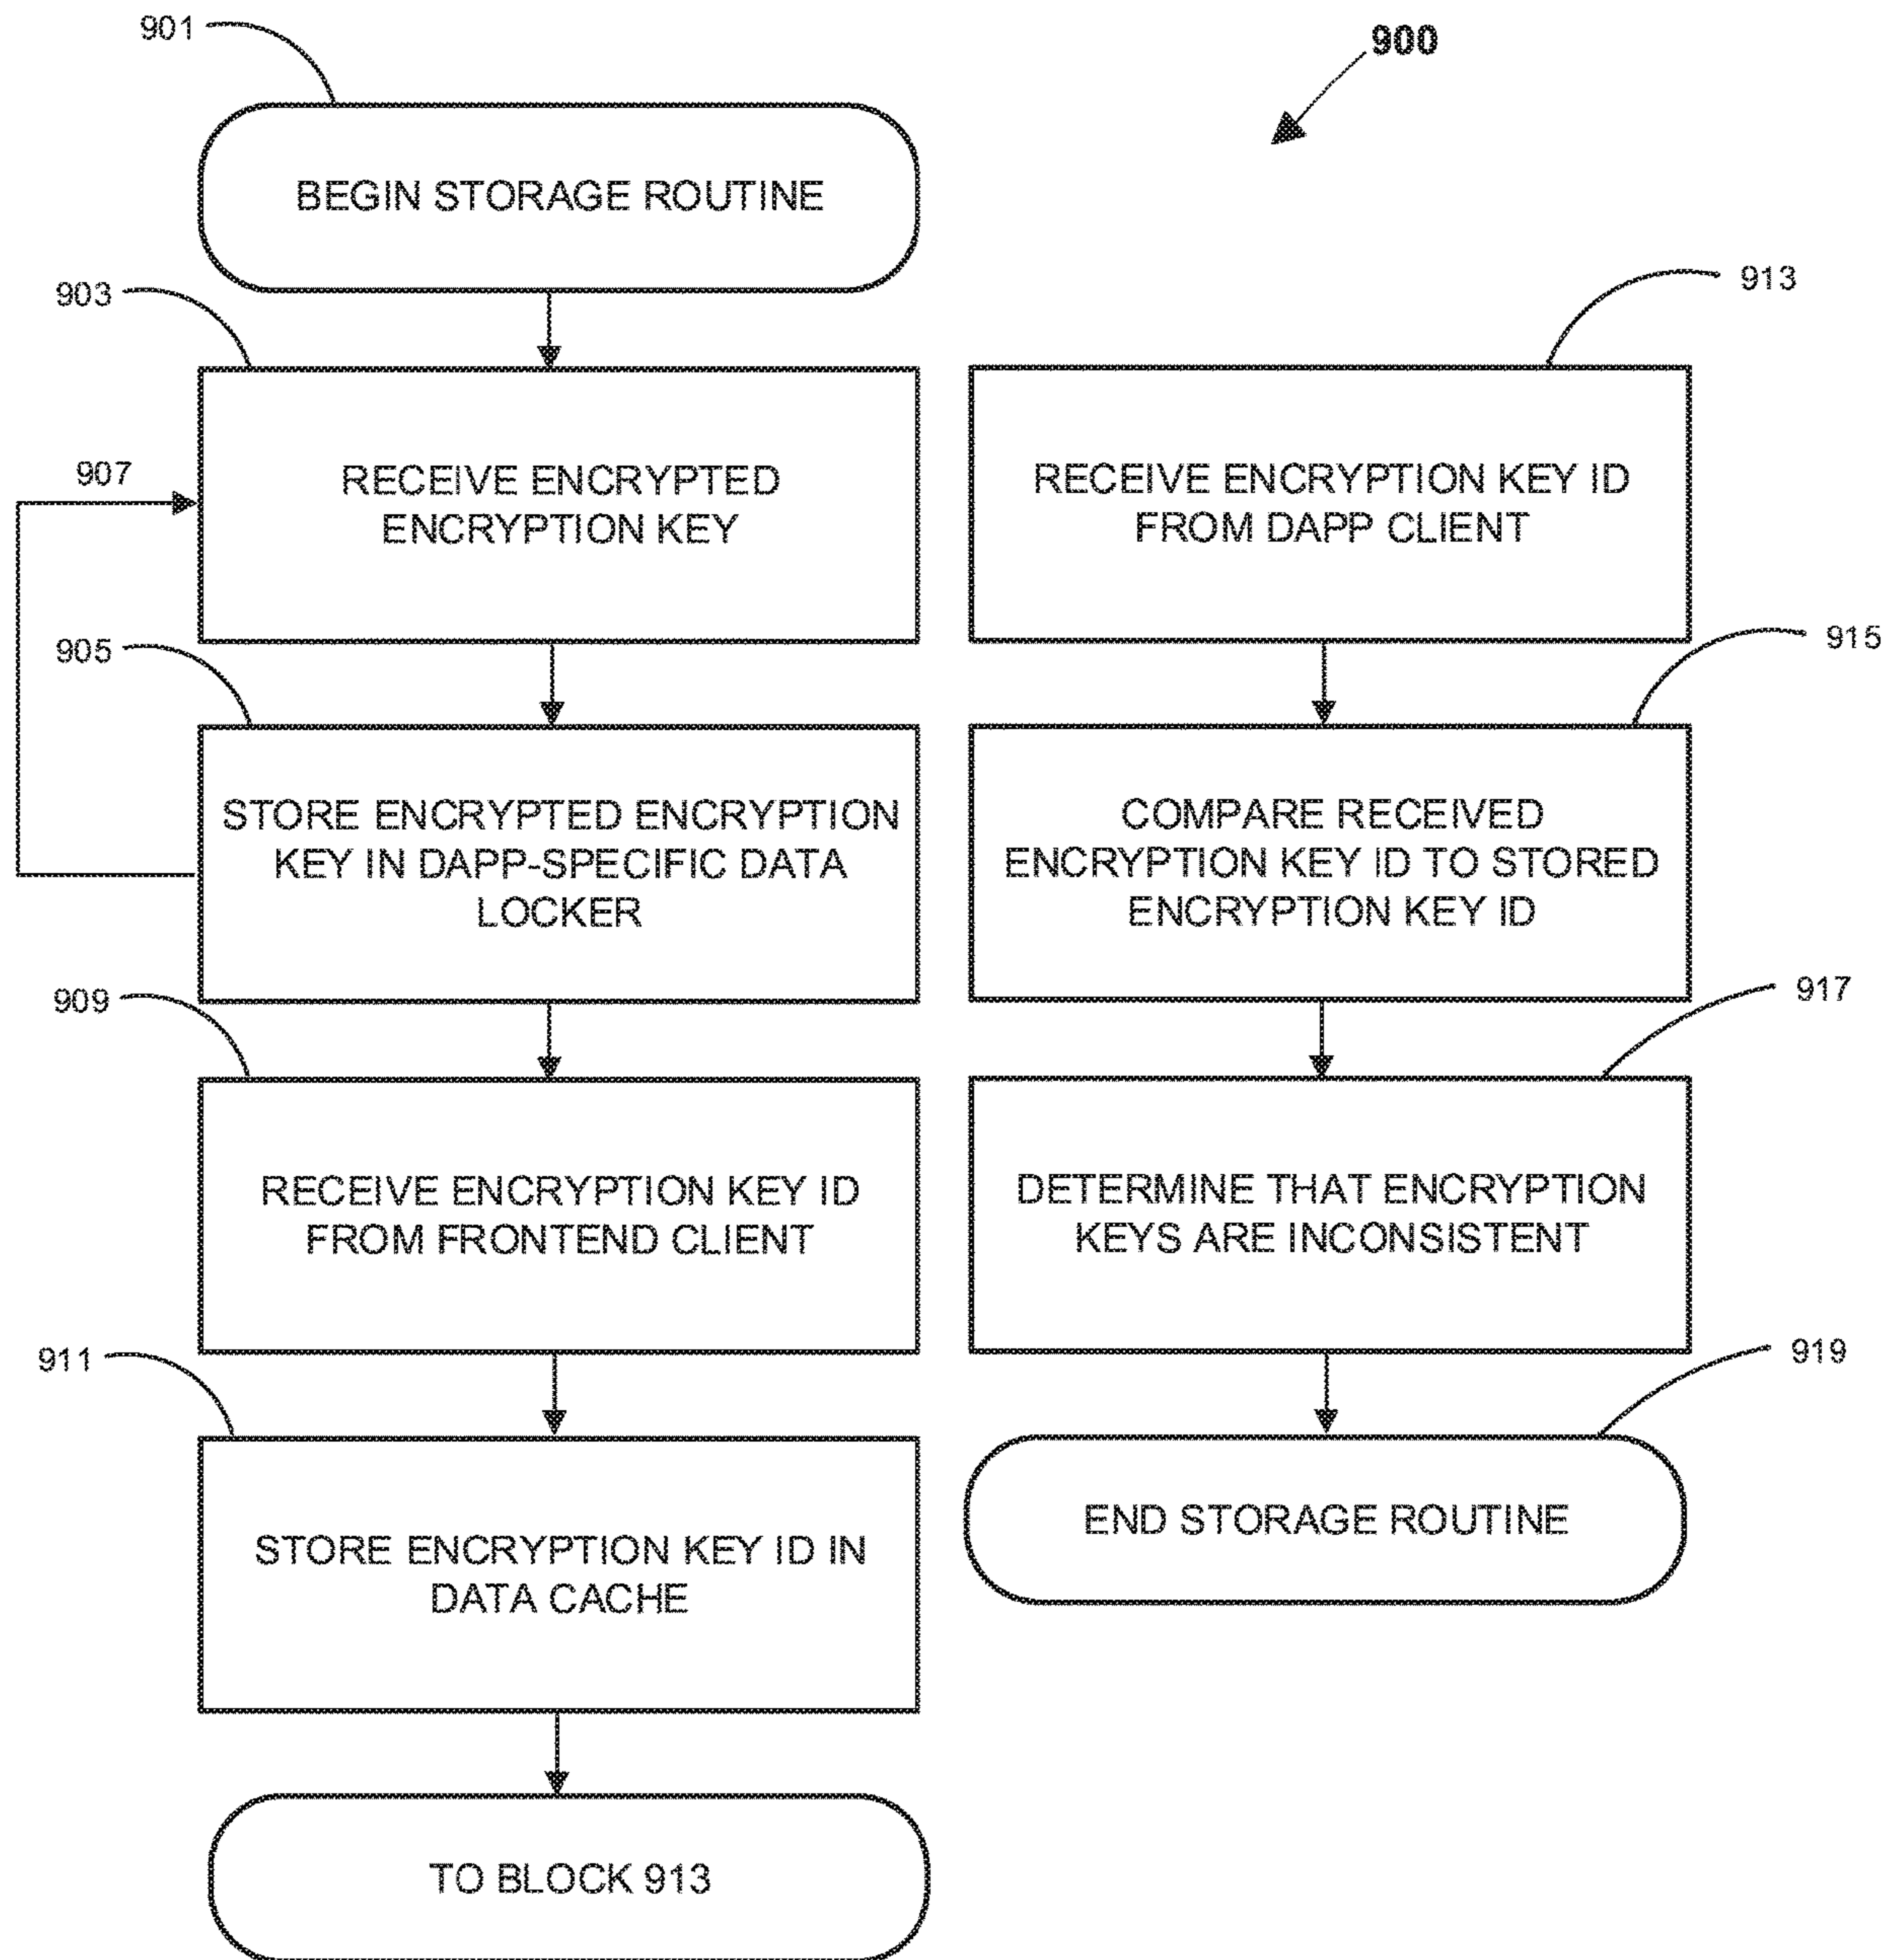 901
900
BEGIN STORAGE ROUTINE
903
913
RECEIVE ENCRYPTED
ENCRYPTION KEY
907
RECEIVE ENCRYPTION KEY ID
FROM DAPP CLIENT
905
915
STORE ENCRYPTED ENCRYPTION
KEY IN DAPP-SPECIFIC DATA
LOCKER
COMPARE RECEIVED
ENCRYPTION KEY ID TO STORED
ENCRYPTION KEY ID
909
917
RECEIVE ENCRYPTION KEY ID
FROM FRONTEND CLIENT
DETERMINE THAT ENCRYPTION
KEYS ARE INCONSISTENT
911
919
STORE ENCRYPTION KEY ID IN
DATA CACHE
END STORAGE ROUTINE
TO BLOCK 913